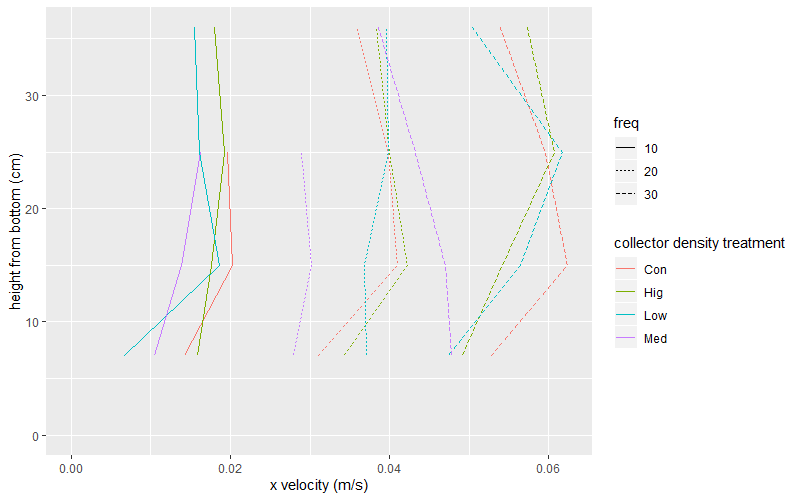 freq
10
20
30
collector density treatment
Con
Hig
Low
Med
height from bottom (cm)
30
20
10
0
0.00 0.02 0.04 0.06
x velocity (m/s)